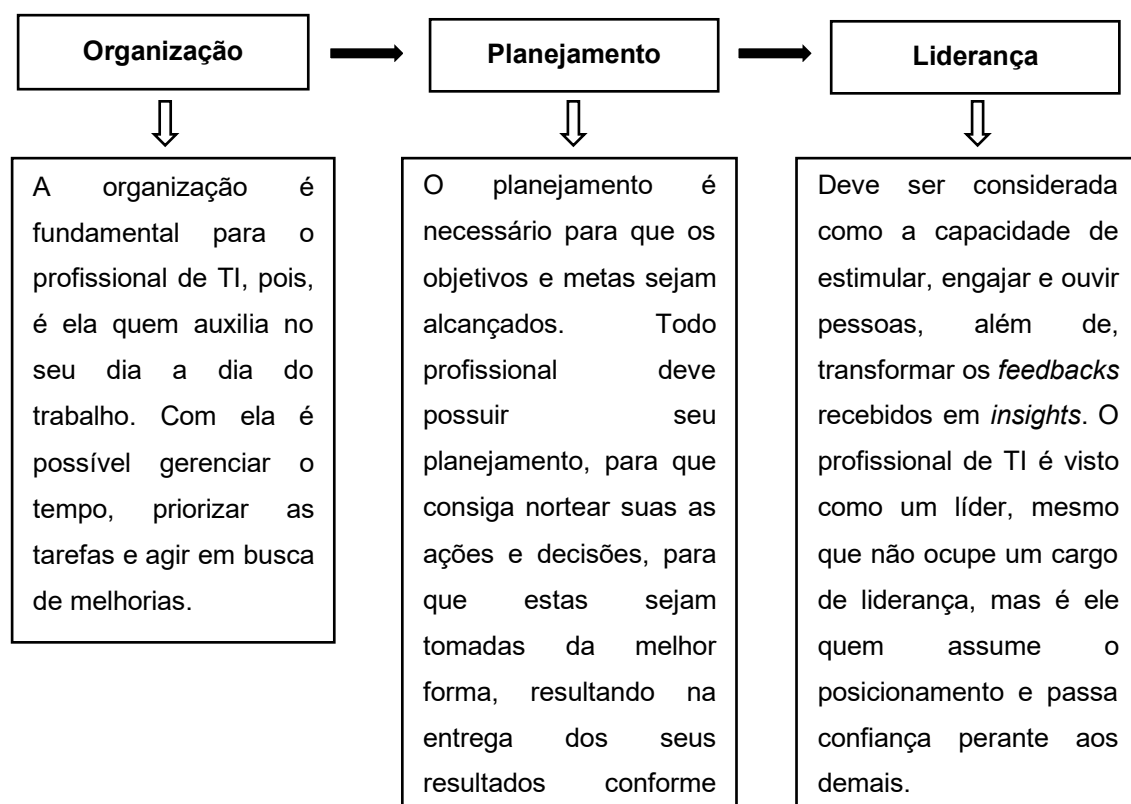 Organização
Planejamento
Liderança
A organização é
fundamental para o
profissional de TI, pois,
é ela quem auxilia no
seu dia a dia do
trabalho. Com ela é
possível gerenciar o
tempo, priorizar as
tarefas e agir em busca
de melhorias.
O planejamento é
necessário para que os
objetivos e metas sejam
alcançados. Todo
profissional deve
possuir seu
planejamento, para que
consiga nortear suas as
ações e decisões, para
que estas sejam
tomadas da melhor
forma, resultando na
entrega dos seus
resultados conforme
Deve ser considerada
como a capacidade de
estimular, engajar e ouvir
pessoas, além de,
transformar os feedbacks
recebidos em insights. O
profissional de TI é visto
como um líder, mesmo
que não ocupe um cargo
de liderança, mas é ele
quem assume o
posicionamento e passa
confiança perante aos
demais.